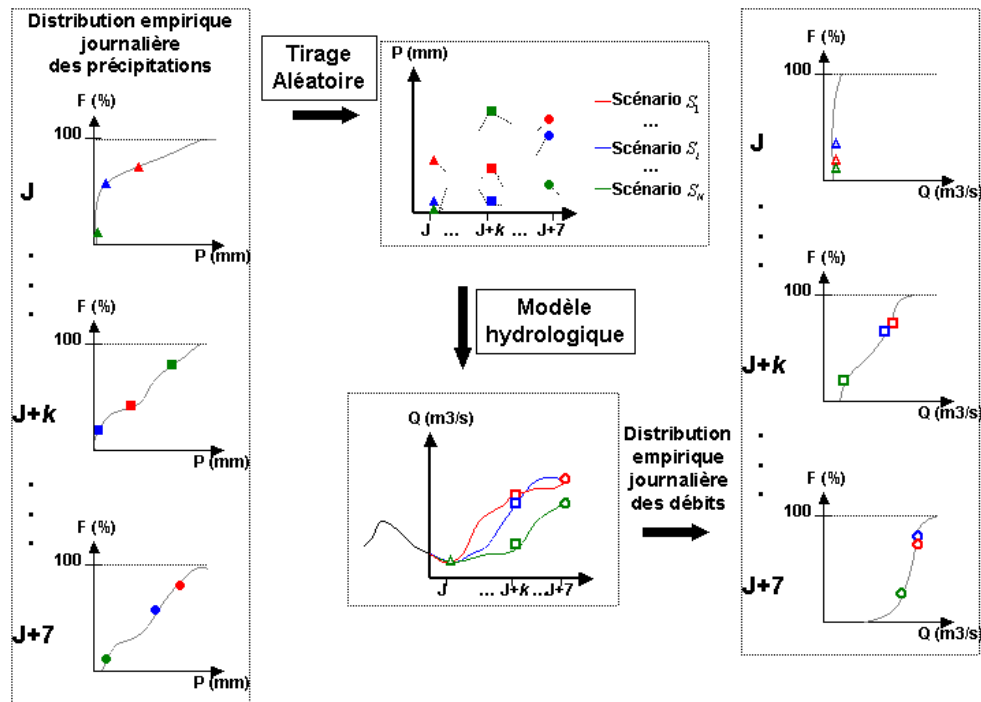 Distribution empirique
journalière
des précipitations
F (%)
100
J
P (mm)
F (%)
100
J+k
P (mm)
F (%)
100
J+7
P (mm)
Tirage
Aléatoire
P (mm)
Scénario S1
...
Scénario Si
...
Scénario SN
J ... J+k ... J+7
Modèle
hydrologique
Q (m3/s)
J ... J+k ...J+7
Distribution
empirique
journalière
des débits
F (%)
100
J
Q (m3/s)
F (%)
100
J+k
Q (m3/s)
F (%)
100
J+7
Q (m3/s)